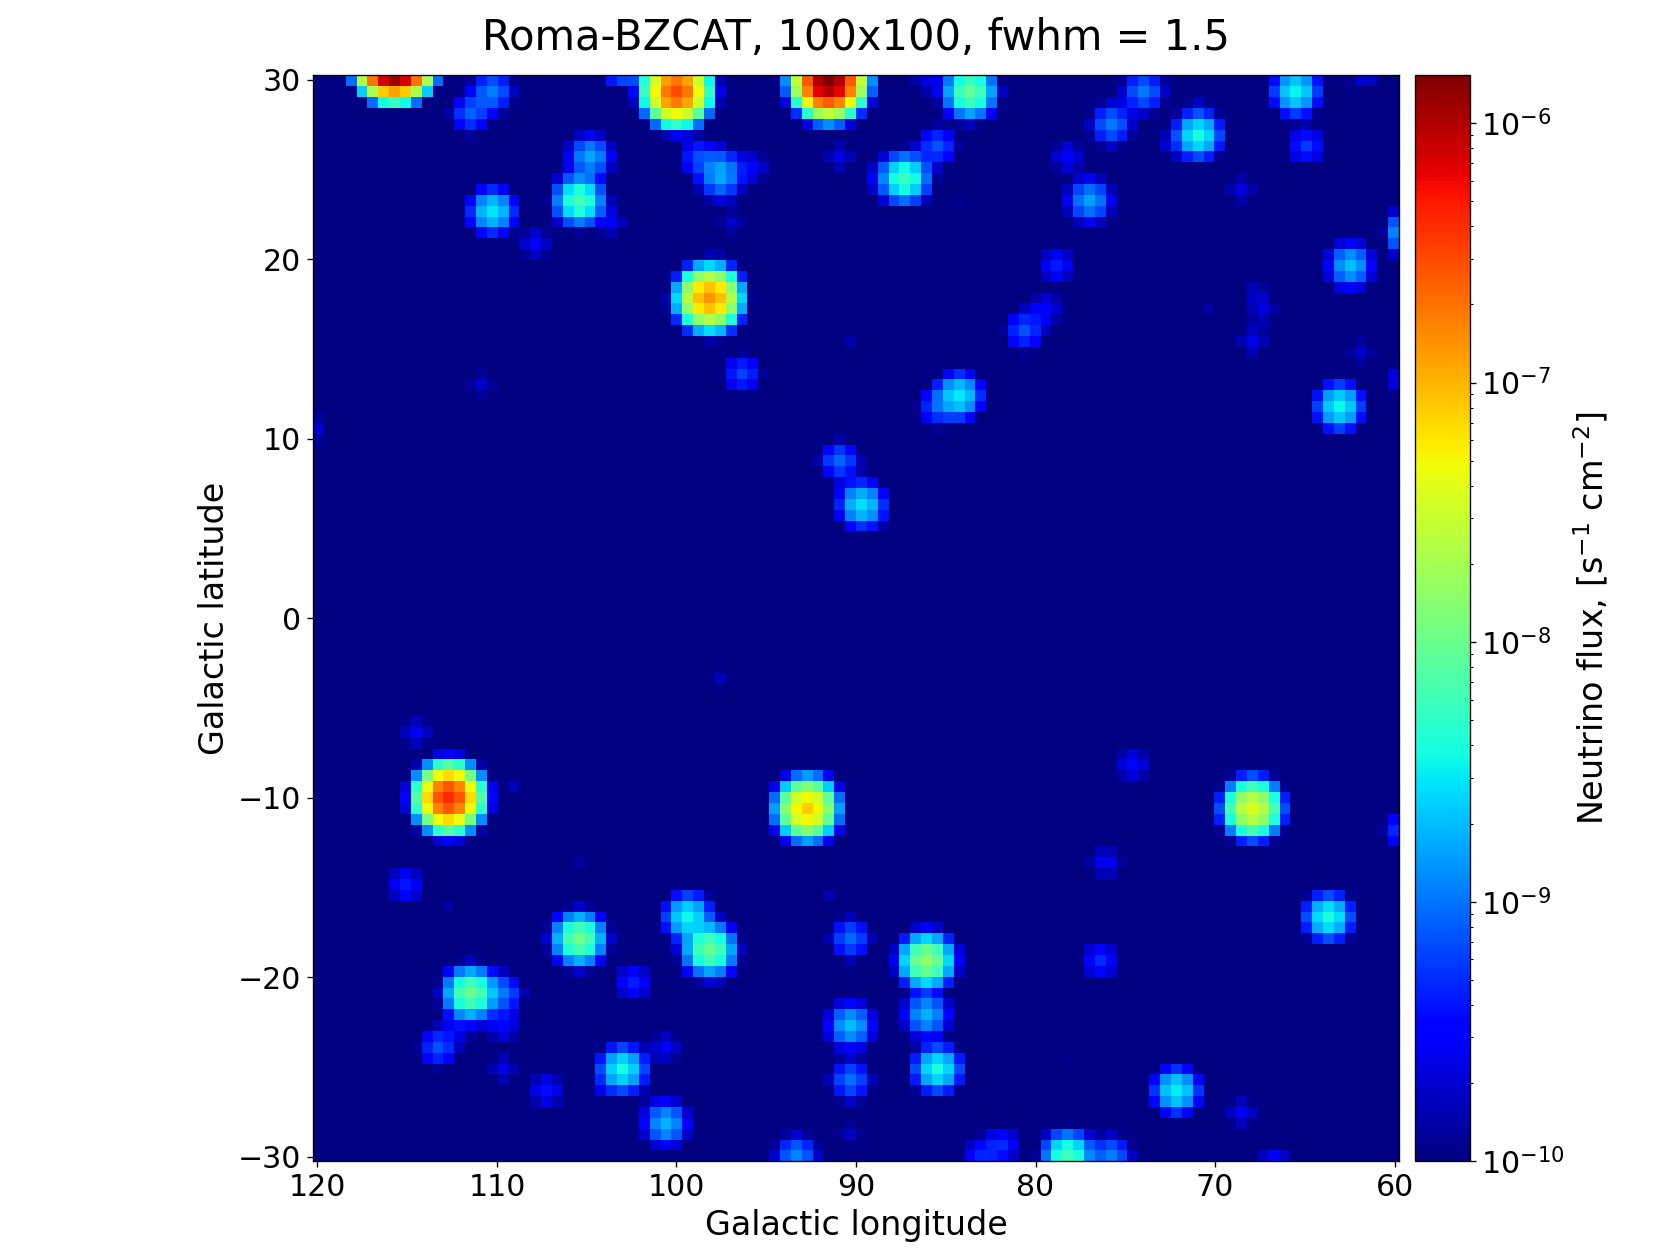 Roma-BZCAT, 100x100, fwhm = 1.5
30
20
10
0
−10
−20
−30
Galactic latitude
120 110 100 90 80 70 60
Galactic longitude
10⁻⁶
10⁻⁷
10⁻⁸
10⁻⁹
10⁻¹⁰
Neutrino flux, [s⁻¹ cm⁻²]